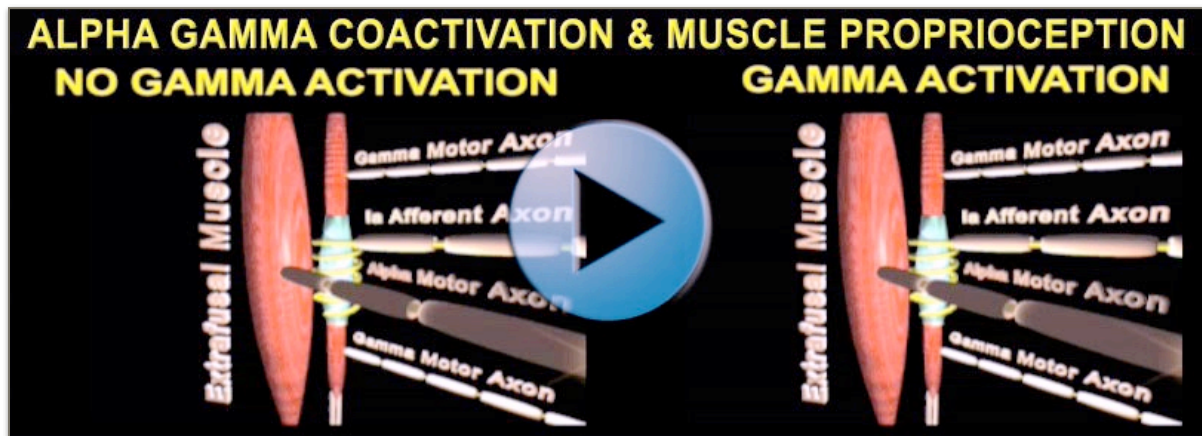 ALPHA GAMMA COACTIVATION & MUSCLE PROPRIOCEPTION
NO GAMMA ACTIVATION
Extrafusal Muscle
Gamma Motor Axon
Ia Afferent Axon
Alpha Motor Axon
Gamma Motor Axon
GAMMA ACTIVATION
Extrafusal Muscle
Gamma Motor Axon
Ia Afferent Axon
Alpha Motor Axon
Gamma Motor Axon